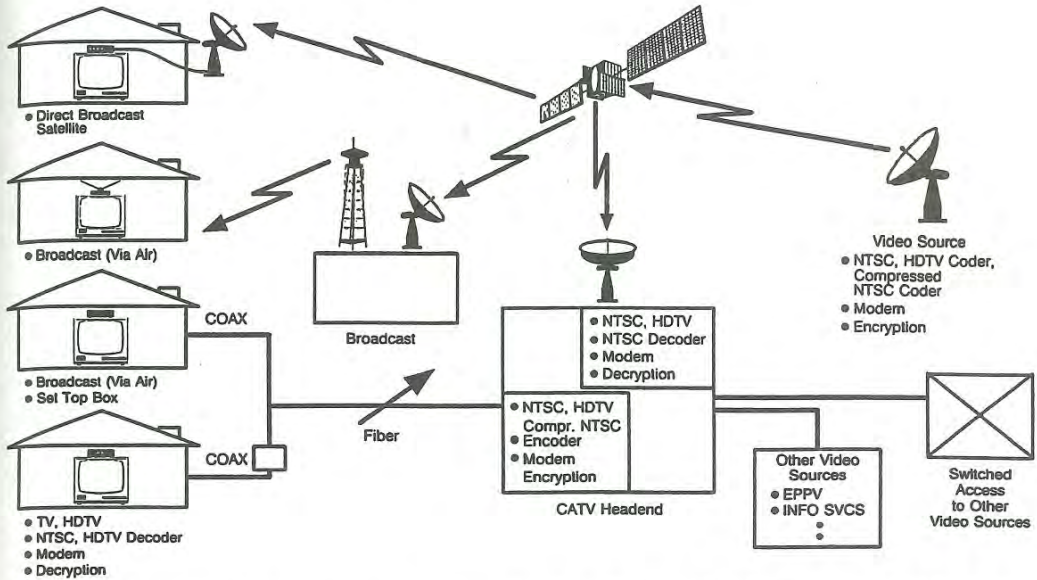 ● Direct Broadcast
Satellite
● Broadcast (Via Air)
● Broadcast (Via Air)
● Set Top Box
● TV, HDTV
● NTSC, HDTV Decoder
● Modem
● Decryption
COAX
COAX
Fiber
Broadcast
● NTSC, HDTV
● NTSC Decoder
● Modem
● Decryption
● NTSC, HDTV
Compr. NTSC
● Encoder
● Modem
Encryption
CATV Headend
Video Source
● NTSC, HDTV Coder,
Compressed
NTSC Coder
● Modem
● Encryption
Other Video
Sources
● EPPV
● INFO SVCS
●
●
Switched
Access
to Other
Video Sources